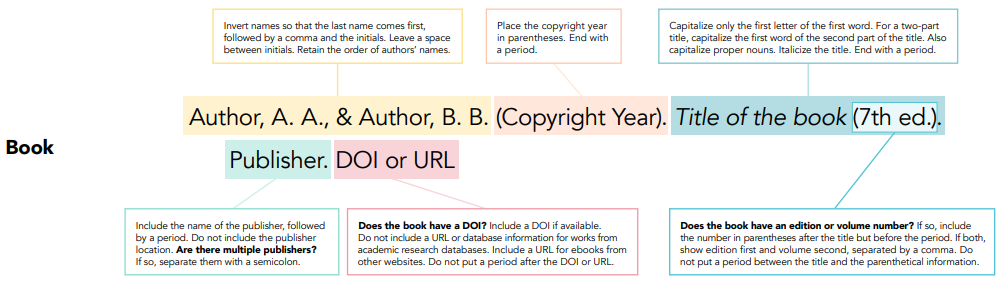 Invert names so that the last name comes first,
followed by a comma and the initials. Leave a space
between initials. Retain the order of authors’ names.
Place the copyright year
in parentheses. End with
a period.
Capitalize only the first letter of the first word. For a two-part
title, capitalize the first word of the second part of the title. Also
capitalize proper nouns. Italicize the title. End with a period.
Book
Author, A. A., & Author, B. B. (Copyright Year). Title of the book (7th ed.).
Publisher. DOI or URL
Include the name of the publisher, followed
by a period. Do not include the publisher
location. Are there multiple publishers?
If so, separate them with a semicolon.
Does the book have a DOI? Include a DOI if available.
Do not include a URL or database information for works from
academic research databases. Include a URL for ebooks from
other websites. Do not put a period after the DOI or URL.
Does the book have an edition or volume number? If so, include
the number in parentheses after the title but before the period. If both,
show edition first and volume second, separated by a comma. Do
not put a period between the title and the parenthetical information.